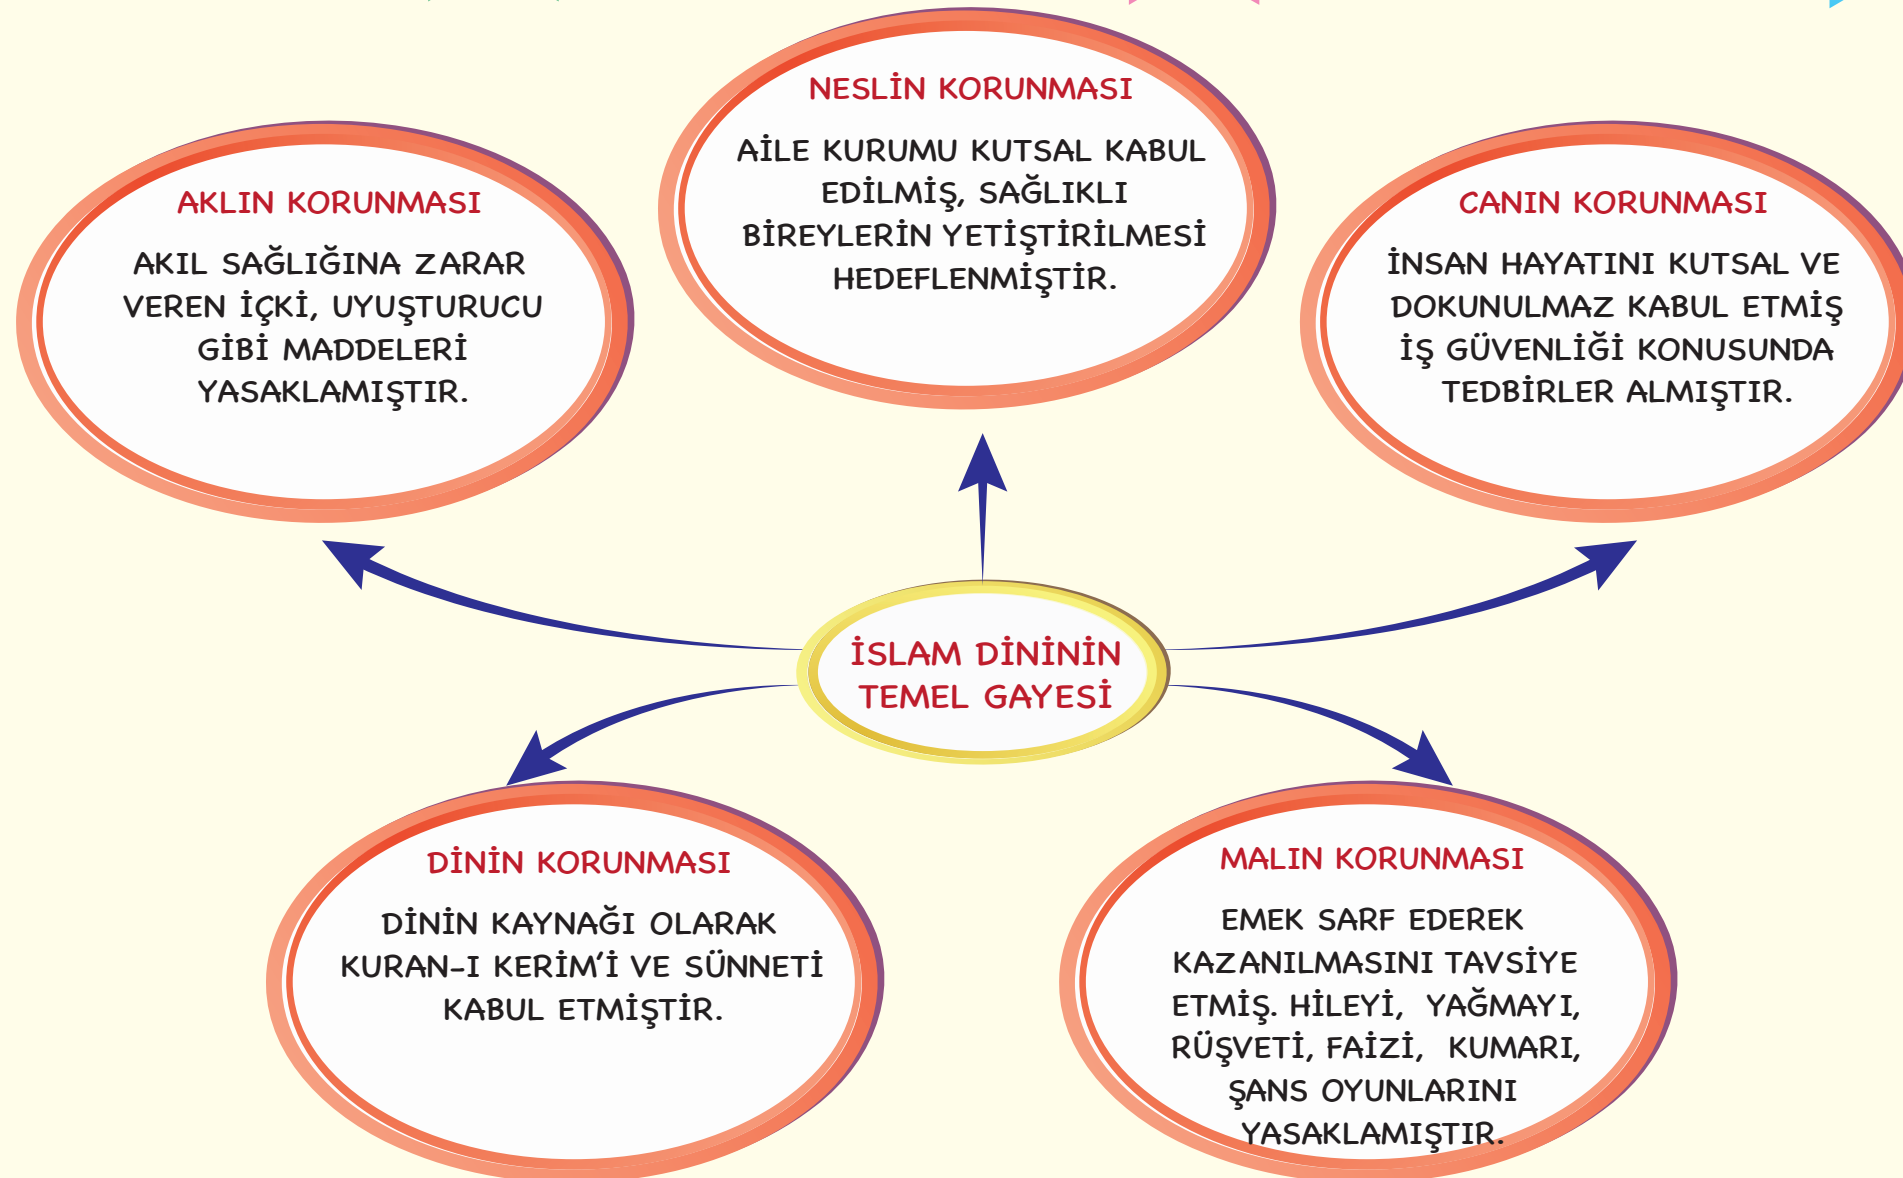 NESLİN KORUNMASI
AİLE KURUMU KUTSAL KABUL
EDİLMİŞ, SAĞLIKLI
BİREYLERİN YETİŞTİRİLMESİ
HEDEFLENMİŞTİR.
AKLIN KORUNMASI
AKIL SAĞLIĞINA ZARAR
VEREN İÇKİ, UYUŞTURUCU
GİBİ MADDELERİ
YASAKLAMIŞTIR.
CANIN KORUNMASI
İNSAN HAYATINI KUTSAL VE
DOKUNULMAZ KABUL ETMİŞ
İŞ GÜVENLİĞİ KONUSUNDA
TEDBİRLER ALMIŞTIR.
İSLAM DİNİNİN
TEMEL GAYESİ
DİNİN KORUNMASI
DİNİN KAYNAĞI OLARAK
KURAN-I KERİM'İ VE SÜNNETİ
KABUL ETMİŞTİR.
MALIN KORUNMASI
EMEK SARF EDEREK
KAZANILMASINI TAVSİYE
ETMİŞ. HİLEYİ, YAĞMAYI,
RÜŞVETİ, FAİZİ, KUMARI,
ŞANS OYUNLARINI
YASAKLAMIŞTIR.